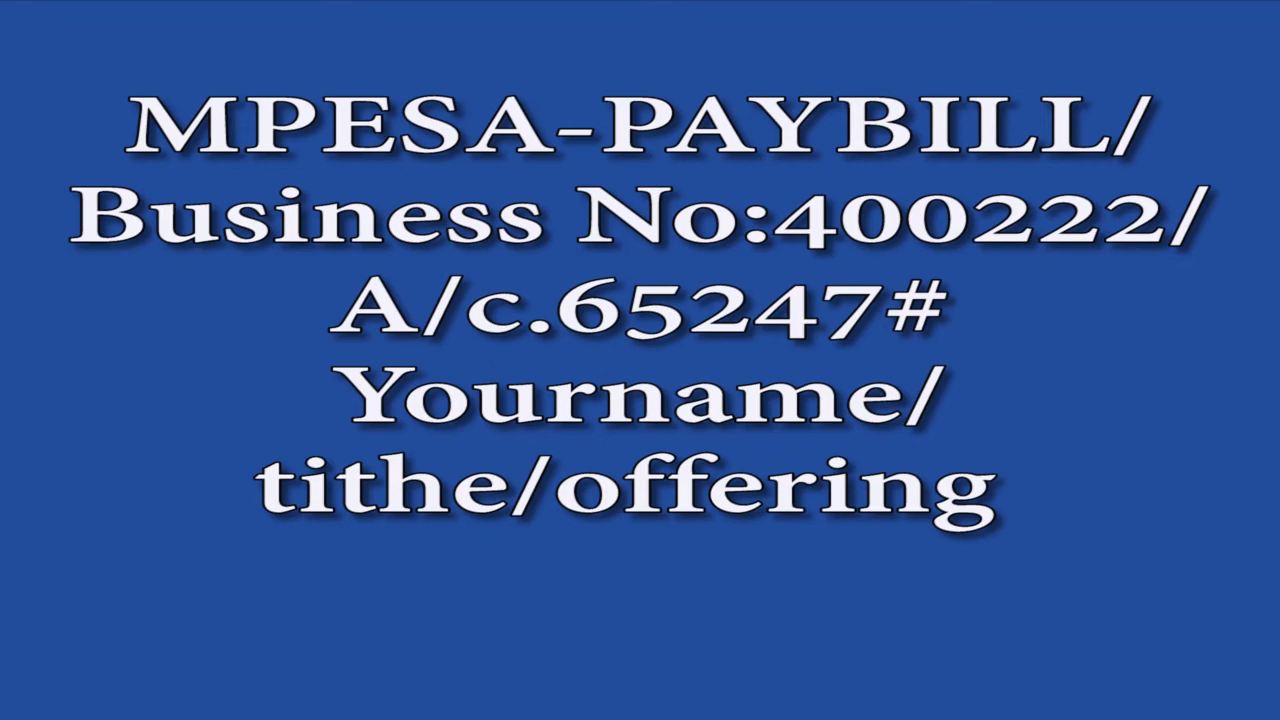 MPESA-PAYBILL/
Business No:400222/
A/c.65247#
Yourname/
tithe/offering